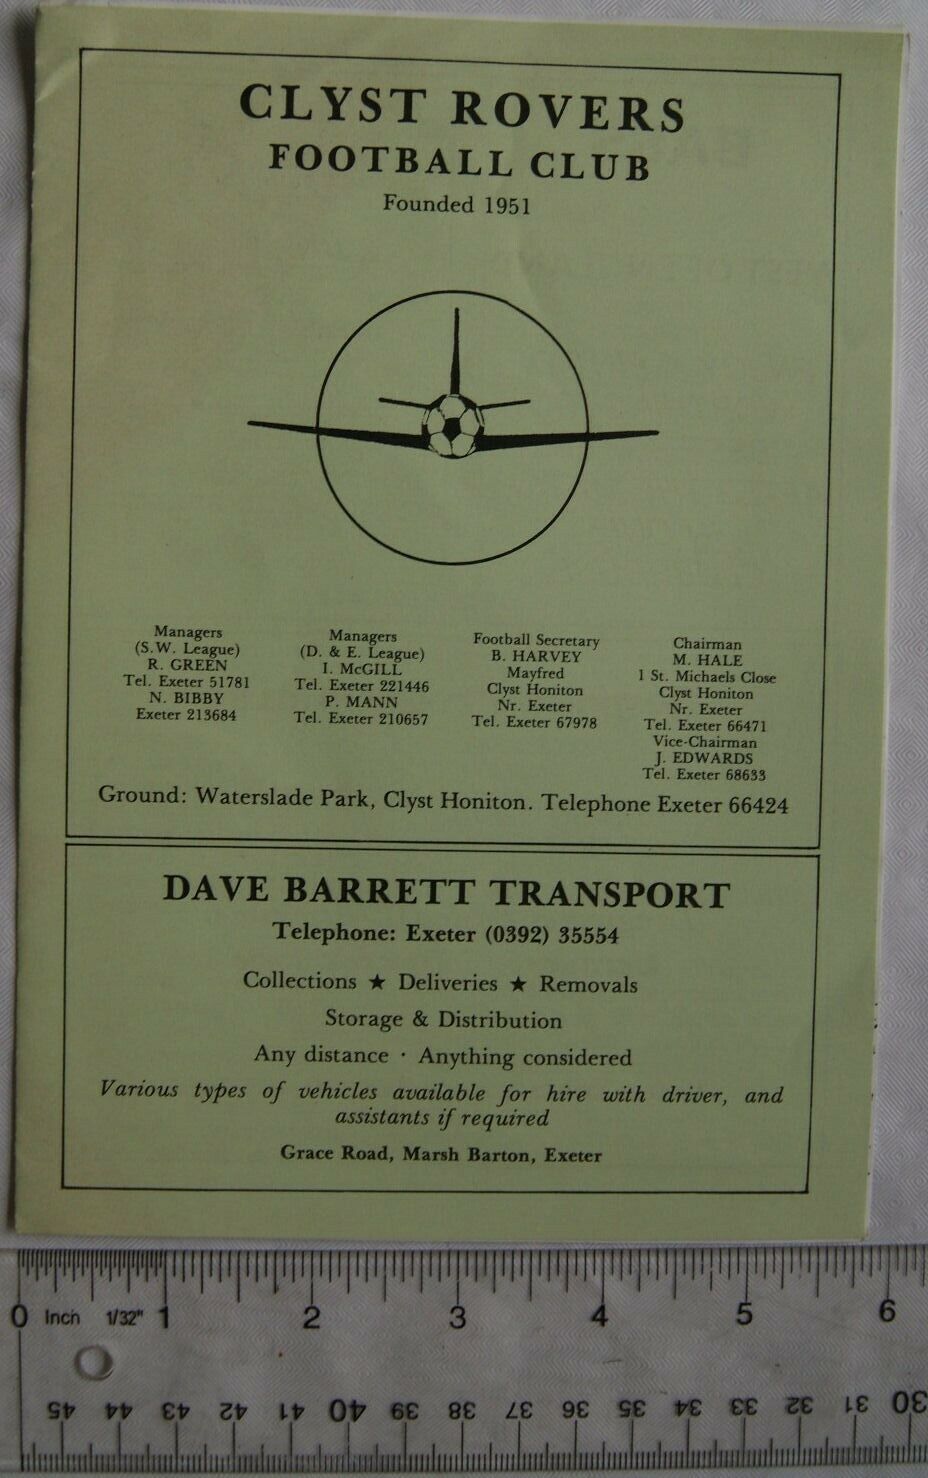 CLYST ROVERS
FOOTBALL CLUB
Founded 1951
Managers
(S.W. League)
R. GREEN
Tel. Exeter 51781
N. BIBBY
Exeter 213684
Managers
(D. & E. League)
I. McGILL
Tel. Exeter 221446
P. MANN
Tel. Exeter 210657
Football Secretary
B. HARVEY
Mayfred
Clyst Honiton
Nr. Exeter
Tel. Exeter 67978
Chairman
M. HALE
1 St. Michaels Close
Clyst Honiton
Nr. Exeter
Tel. Exeter 66471
Vice-Chairman
J. EDWARDS
Tel. Exeter 68633
Ground: Waterslade Park, Clyst Honiton. Telephone Exeter 66424
DAVE BARRETT TRANSPORT
Telephone: Exeter (0392) 35554
Collections ★ Deliveries ★ Removals
Storage & Distribution
Any distance · Anything considered
Various types of vehicles available for hire with driver, and
assistants if required
Grace Road, Marsh Barton, Exeter
0 Inch 1/32" 1 2 3 4 5 6
45 44 43 42 41 40 39 38 37 36 35 34 33 32 31 30